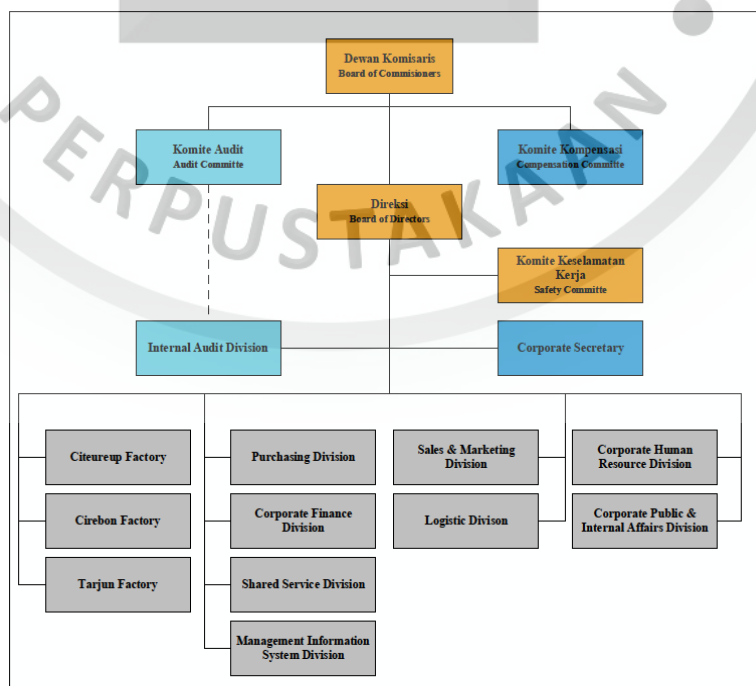 PERPUSTAKAAN
Dewan Komisaris
Board of Commisioners
Komite Audit
Audit Committe
Komite Kompensasi
Compensation Committe
Direksi
Board of Directors
Komite Keselamatan
Kerja
Safety Committe
Internal Audit Division
Corporate Secretary
Citeureup Factory
Cirebon Factory
Tarjun Factory
Purchasing Division
Corporate Finance
Division
Shared Service Division
Management Information
System Division
Sales & Marketing
Division
Logistic Divison
Corporate Human
Resource Division
Corporate Public &
Internal Affairs Division